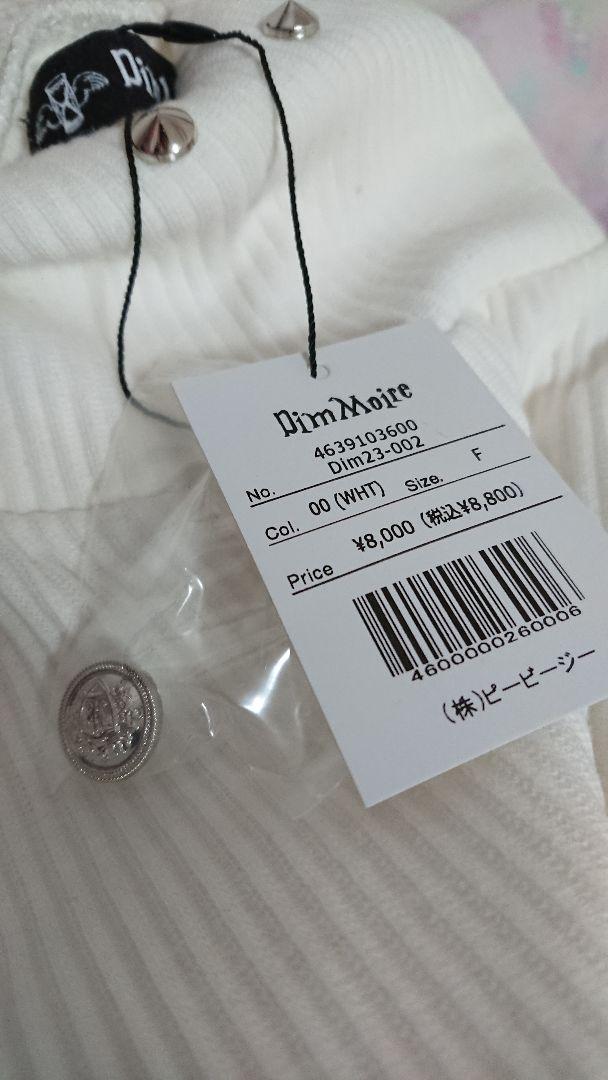 DimMoire
4639103600
No. Dim23-002
Col. 00 (WHT) Size. F
Price ¥8,000 (税込¥8,800)
4600000260006
(株)ピービージー